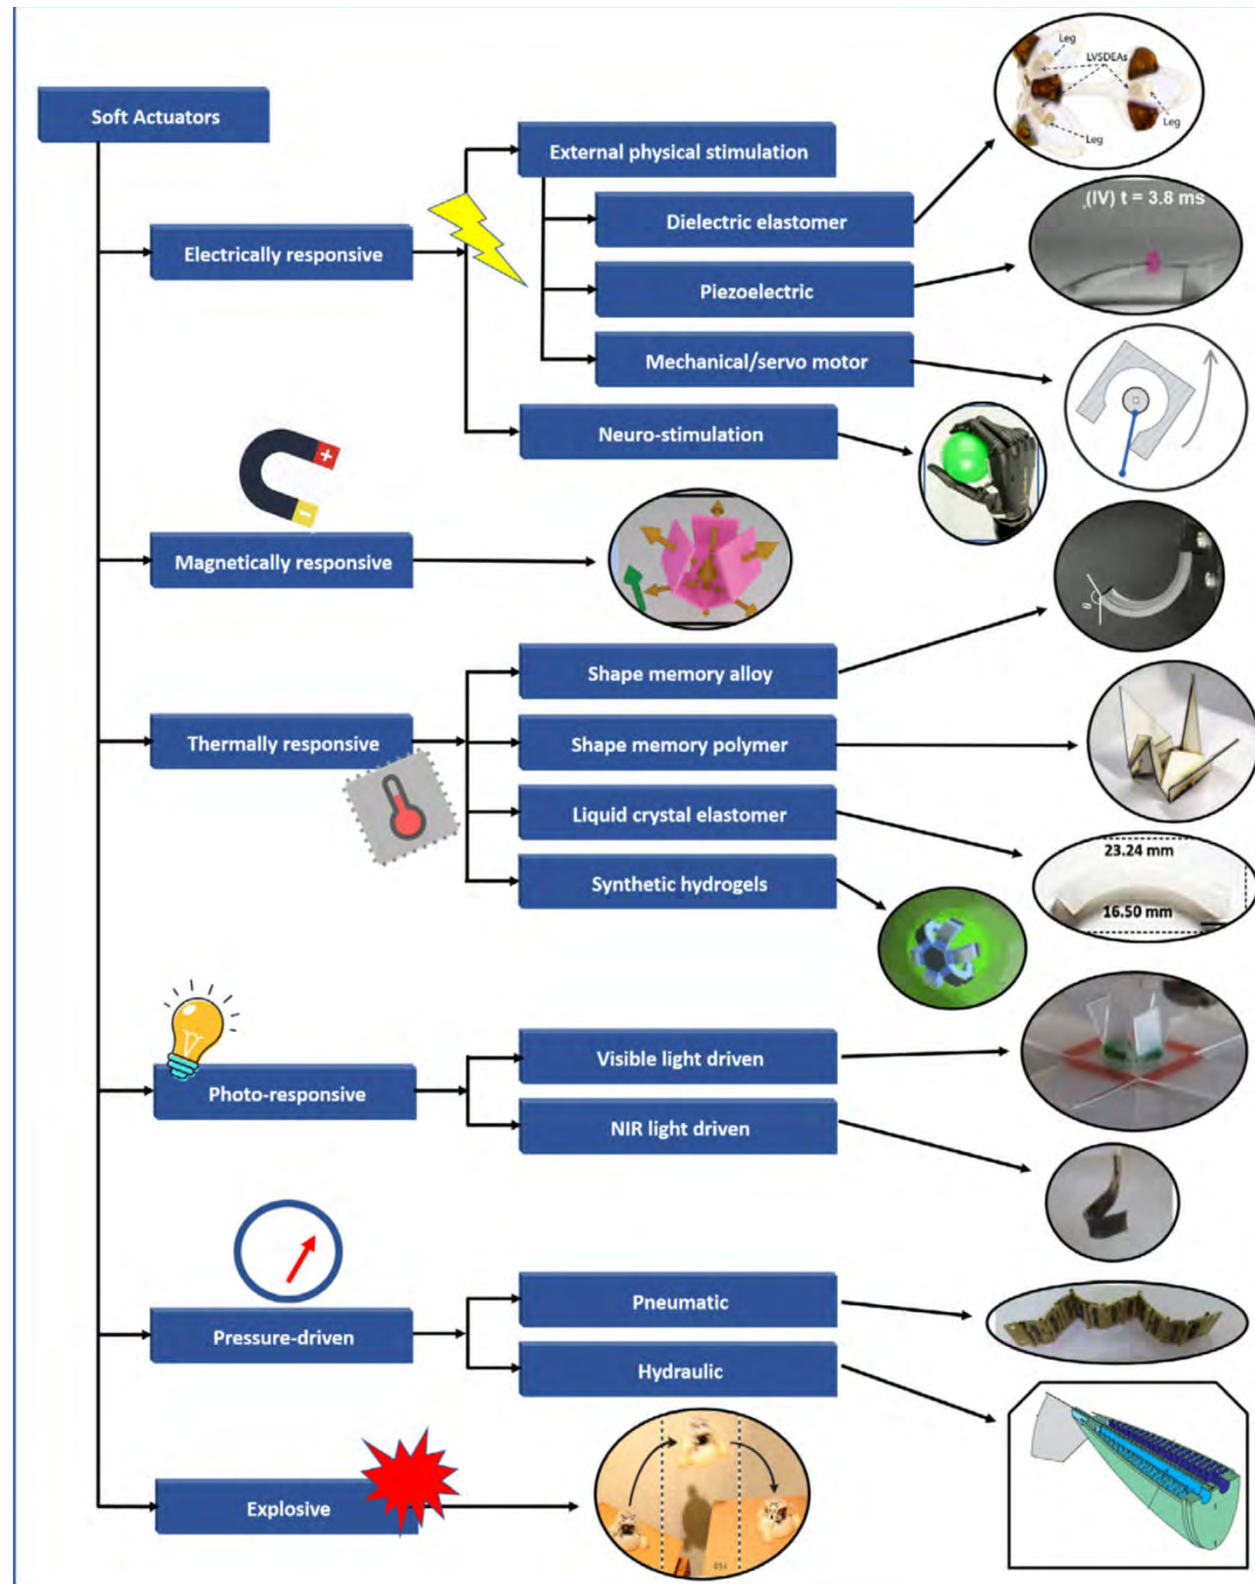 Soft Actuators
Electrically responsive
External physical stimulation
Dielectric elastomer
Leg
LVSDEAs
Leg
Leg
Piezoelectric
(IV) t = 3.8 ms
Mechanical/servo motor
Neuro-stimulation
+
−
Magnetically responsive
Thermally responsive
Shape memory alloy
θ
Shape memory polymer
Liquid crystal elastomer
23.24 mm
16.50 mm
Synthetic hydrogels
Photo-responsive
Visible light driven
NIR light driven
Pressure-driven
Pneumatic
Hydraulic
Explosive